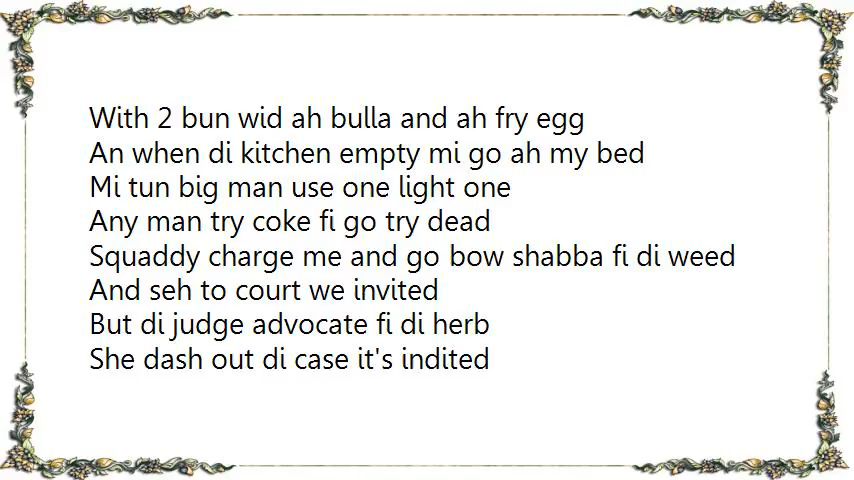 With 2 bun wid ah bulla and ah fry egg
An when di kitchen empty mi go ah my bed
Mi tun big man use one light one
Any man try coke fi go try dead
Squaddy charge me and go bow shabba fi di weed
And seh to court we invited
But di judge advocate fi di herb
She dash out di case it's indited